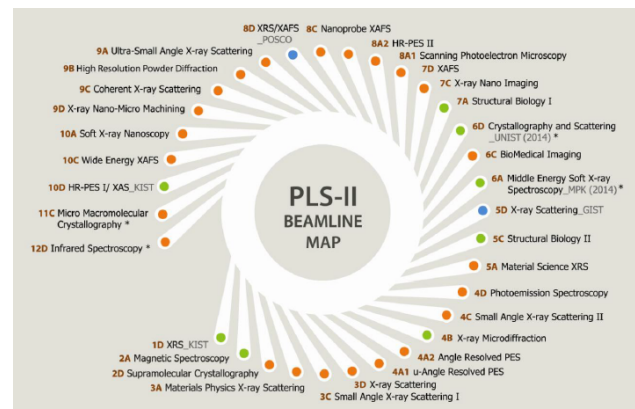 8D XRS/XAFS
_POSCO
8C Nanoprobe XAFS
8A2 HR-PES II
8A1 Scanning Photoelectron Microscopy
7D XAFS
7C X-ray Nano Imaging
7A Structural Biology I
6D Crystallography and Scattering
_UNIST (2014) *
6C BioMedical Imaging
6A Middle Energy Soft X-ray
Spectroscopy_MPK (2014)*
5D X-ray Scattering_GIST
5C Structural Biology II
5A Material Science XRS
4D Photoemission Spectroscopy
4C Small Angle X-ray Scattering II
4B X-ray Microdiffraction
4A2 Angle Resolved PES
4A1 u-Angle Resolved PES
3D X-ray Scattering
3C Small Angle X-ray Scattering I
3A Materials Physics X-ray Scattering
2D Supramolecular Crystallography
2A Magnetic Spectroscopy
1D XRS_KIST
12D Infrared Spectroscopy *
11C Micro Macromolecular
Crystallography *
10D HR-PES I/ XAS_KIST
10C Wide Energy XAFS
10A Soft X-ray Nanoscopy
9D X-ray Nano-Micro Machining
9C Coherent X-ray Scattering
9B High Resolution Powder Diffraction
9A Ultra-Small Angle X-ray Scattering
PLS-II
BEAMLINE
MAP